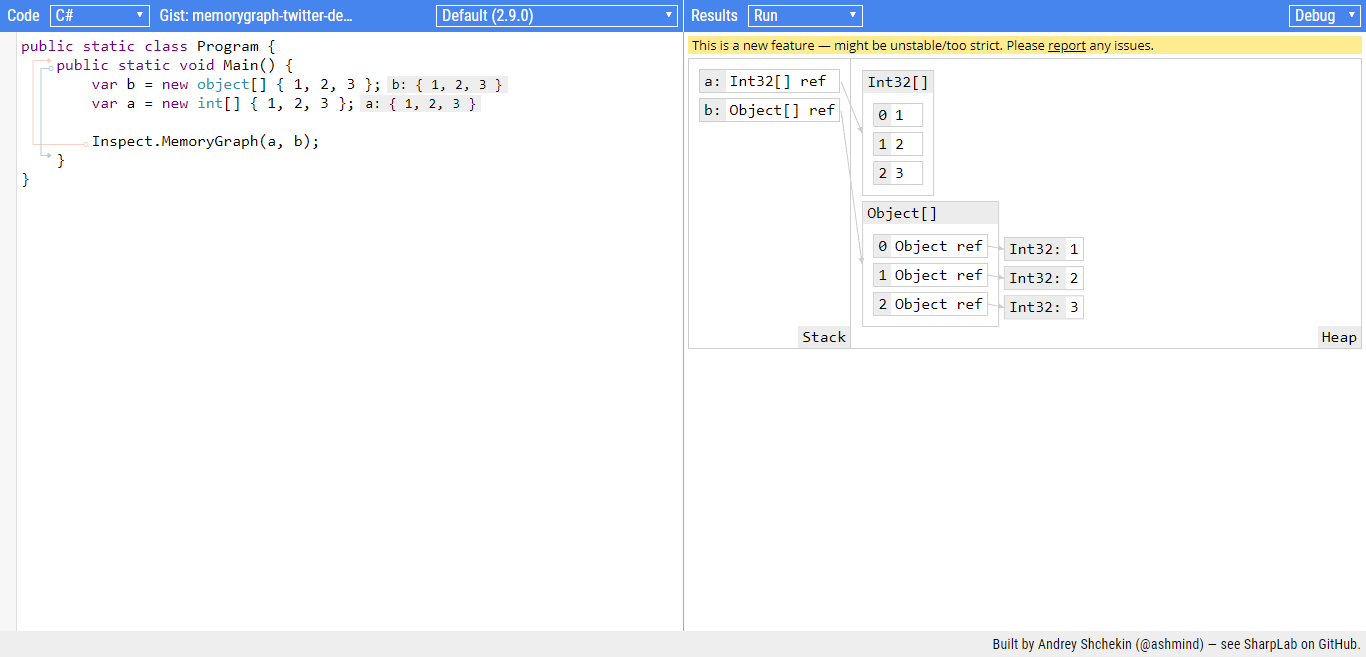 Code C# Gist: memorygraph-twitter-de… Default (2.9.0)
public static class Program {
public static void Main() {
var b = new object[] { 1, 2, 3 }; b: { 1, 2, 3 }
var a = new int[] { 1, 2, 3 }; a: { 1, 2, 3 }
Inspect.MemoryGraph(a, b);
}
}
Results Run Debug
This is a new feature — might be unstable/too strict. Please report any issues.
a: Int32[] ref
b: Object[] ref
Stack
Int32[]
0 1
1 2
2 3
Object[]
0 Object ref
1 Object ref
2 Object ref
Int32: 1
Int32: 2
Int32: 3
Heap
Built by Andrey Shchekin (@ashmind) — see SharpLab on GitHub.